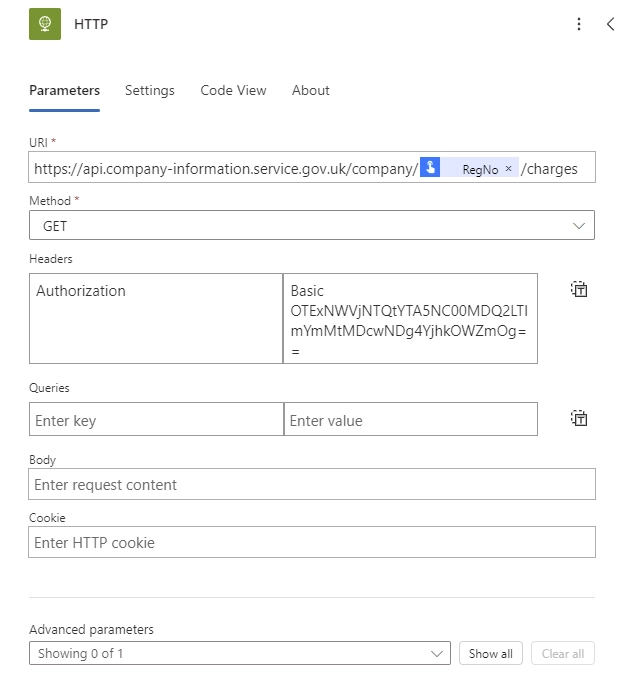 HTTP
Parameters Settings Code View About
URI *
https://api.company-information.service.gov.uk/company/ RegNo × /charges
Method *
GET
Headers
Authorization
Basic
OTExNWVjNTQtYTA5NC00MDQ2LTI
mYmMtMDcwNDg4YjhkOWZmOg=
=
Queries
Enter key Enter value
Body
Enter request content
Cookie
Enter HTTP cookie
Advanced parameters
Showing 0 of 1 Show all Clear all